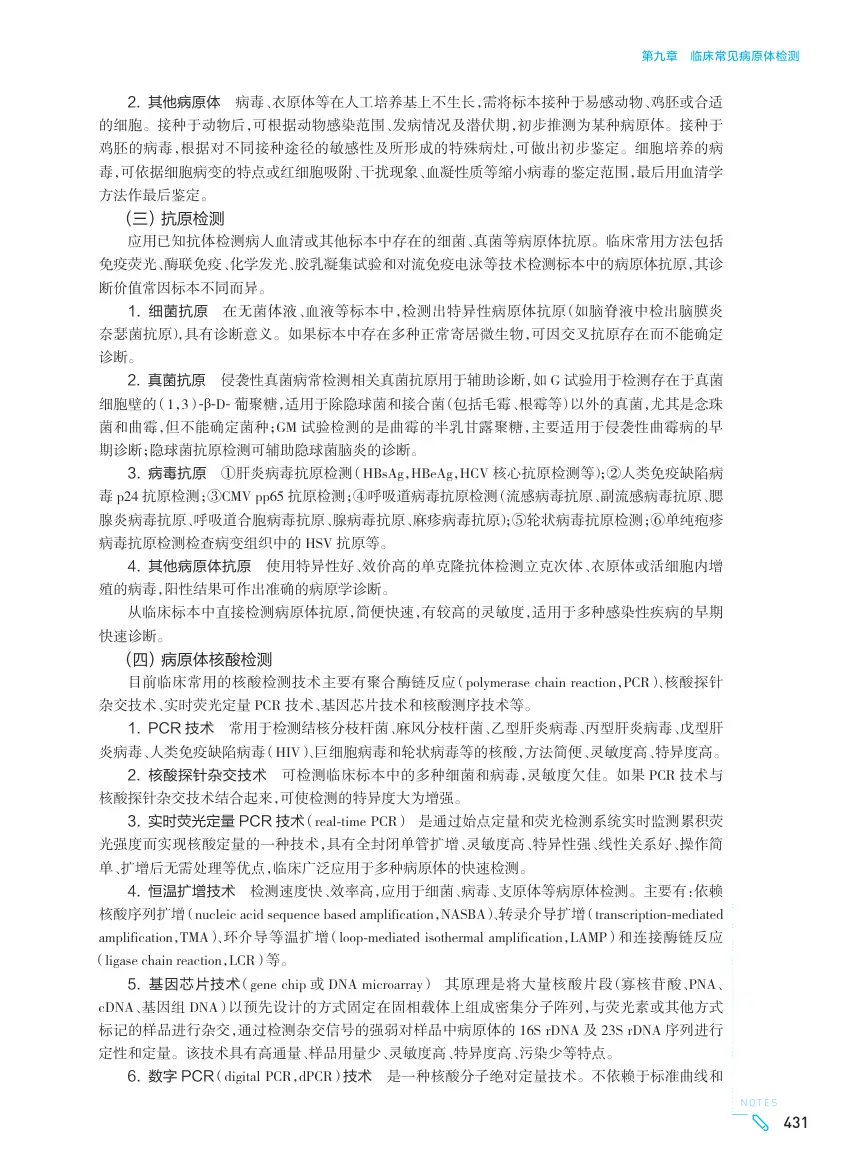 第九章 临床常见病原体检测
2. 其他病原体 病毒、衣原体等在人工培养基上不生长,需将标本接种于易感动物、鸡胚或合适
的细胞。接种于动物后,可根据动物感染范围、发病情况及潜伏期,初步推测为某种病原体。接种于
鸡胚的病毒,根据对不同接种途径的敏感性及所形成的特殊病灶,可做出初步鉴定。细胞培养的病
毒,可依据细胞病变的特点或红细胞吸附、干扰现象、血凝性质等缩小病毒的鉴定范围,最后用血清学
方法作最后鉴定。
(三)抗原检测
应用已知抗体检测病人血清或其他标本中存在的细菌、真菌等病原体抗原。临床常用方法包括
免疫荧光、酶联免疫、化学发光、胶乳凝集试验和对流免疫电泳等技术检测标本中的病原体抗原,其诊
断价值常因标本不同而异。
1. 细菌抗原 在无菌体液、血液等标本中,检测出特异性病原体抗原(如脑脊液中检出脑膜炎
奈瑟菌抗原),具有诊断意义。如果标本中存在多种正常寄居微生物,可因交叉抗原存在而不能确定
诊断。
2. 真菌抗原 侵袭性真菌病常检测相关真菌抗原用于辅助诊断,如 G 试验用于检测存在于真菌
细胞壁的(1,3)-β-D- 葡聚糖,适用于除隐球菌和接合菌(包括毛霉、根霉等)以外的真菌,尤其是念珠
菌和曲霉,但不能确定菌种;GM 试验检测的是曲霉的半乳甘露聚糖,主要适用于侵袭性曲霉病的早
期诊断;隐球菌抗原检测可辅助隐球菌脑炎的诊断。
3. 病毒抗原 ①肝炎病毒抗原检测(HBsAg,HBeAg,HCV 核心抗原检测等);②人类免疫缺陷病
毒 p24 抗原检测;③CMV pp65 抗原检测;④呼吸道病毒抗原检测(流感病毒抗原、副流感病毒抗原、腮
腺炎病毒抗原、呼吸道合胞病毒抗原、腺病毒抗原、麻疹病毒抗原);⑤轮状病毒抗原检测;⑥单纯疱疹
病毒抗原检测检查病变组织中的 HSV 抗原等。
4. 其他病原体抗原 使用特异性好、效价高的单克隆抗体检测立克次体、衣原体或活细胞内增
殖的病毒,阳性结果可作出准确的病原学诊断。
从临床标本中直接检测病原体抗原,简便快速,有较高的灵敏度,适用于多种感染性疾病的早期
快速诊断。
(四)病原体核酸检测
目前临床常用的核酸检测技术主要有聚合酶链反应(polymerase chain reaction,PCR)、核酸探针
杂交技术、实时荧光定量 PCR 技术、基因芯片技术和核酸测序技术等。
1. PCR 技术 常用于检测结核分枝杆菌、麻风分枝杆菌、乙型肝炎病毒、丙型肝炎病毒、戊型肝
炎病毒、人类免疫缺陷病毒(HIV)、巨细胞病毒和轮状病毒等的核酸,方法简便、灵敏度高、特异度高。
2. 核酸探针杂交技术 可检测临床标本中的多种细菌和病毒,灵敏度欠佳。如果 PCR 技术与
核酸探针杂交技术结合起来,可使检测的特异度大为增强。
3. 实时荧光定量 PCR 技术(real-time PCR) 是通过始点定量和荧光检测系统实时监测累积荧
光强度而实现核酸定量的一种技术,具有全封闭单管扩增、灵敏度高、特异性强、线性关系好、操作简
单、扩增后无需处理等优点,临床广泛应用于多种病原体的快速检测。
4. 恒温扩增技术 检测速度快、效率高,应用于细菌、病毒、支原体等病原体检测。主要有:依赖
核酸序列扩增(nucleic acid sequence based amplification,NASBA)、转录介导扩增(transcription-mediated
amplification,TMA)、环介导等温扩增(loop-mediated isothermal amplification,LAMP)和连接酶链反应
(ligase chain reaction,LCR)等。
5. 基因芯片技术(gene chip 或 DNA microarray) 其原理是将大量核酸片段(寡核苷酸、PNA、
cDNA、基因组 DNA)以预先设计的方式固定在固相载体上组成密集分子阵列,与荧光素或其他方式
标记的样品进行杂交,通过检测杂交信号的强弱对样品中病原体的 16S rDNA 及 23S rDNA 序列进行
定性和定量。该技术具有高通量、样品用量少、灵敏度高、特异度高、污染少等特点。
6. 数字 PCR(digital PCR,dPCR)技术 是一种核酸分子绝对定量技术。不依赖于标准曲线和
NOTES
431